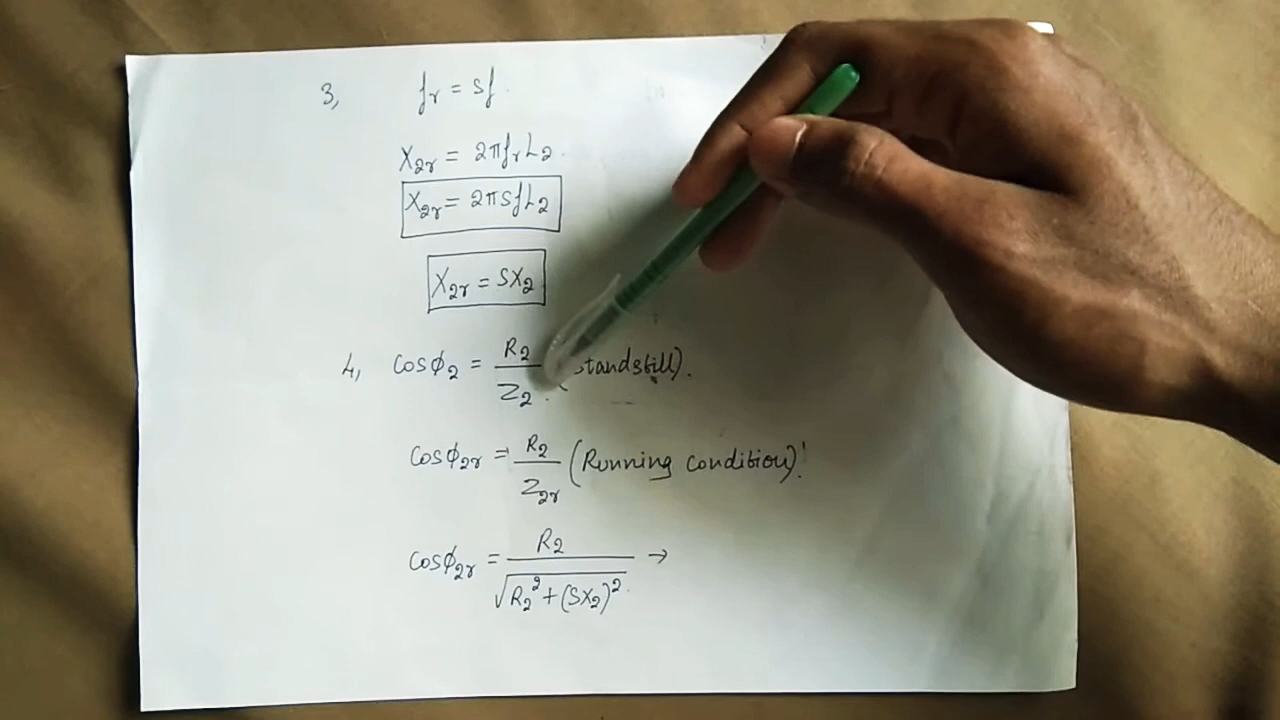 3, fr = sf.
X2r = 2πfrL2.
X2r = 2πsfL2
X2r = SX2
4, cosϕ2 = R2/Z2. (standstill).
cosϕ2r = R2/Z2r (Running condition)!
cosϕ2r = R2/√R2²+(SX2)² →